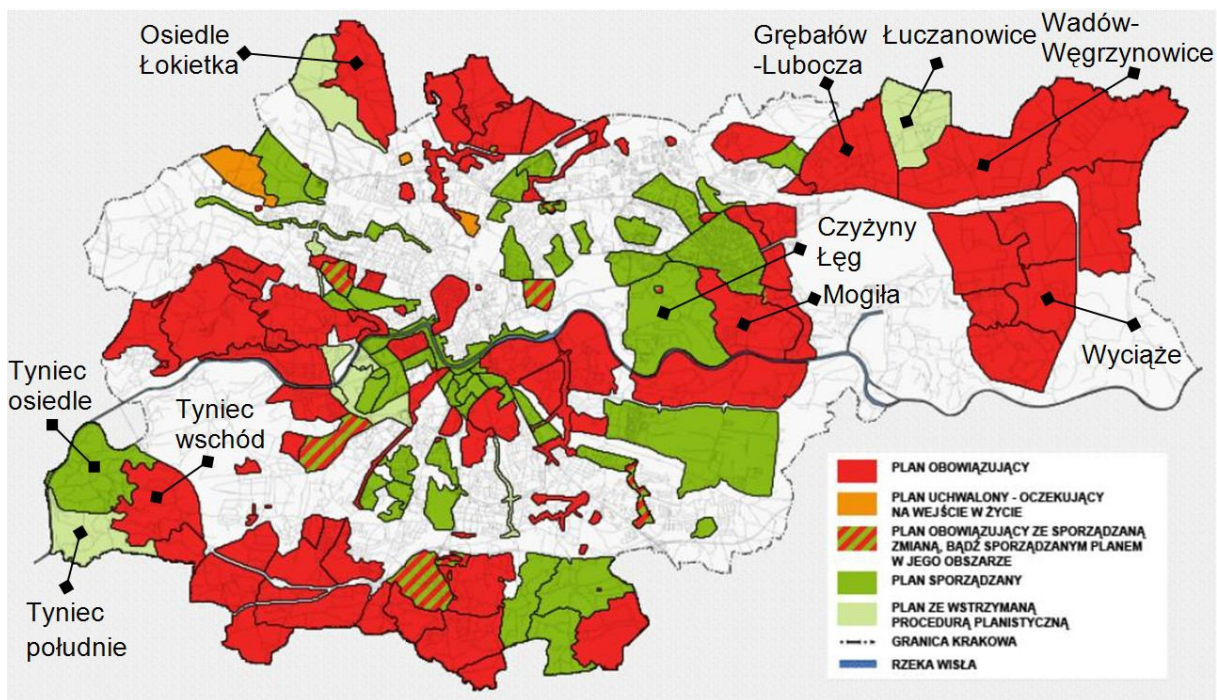 Osiedle
Łokietka
Grębałów
-Lubocza
Łuczanowice
Wadów-
Węgrzynowice
Czyżyny
Łęg
Mogiła
Wyciąże
Tyniec
osiedle
Tyniec
wschód
Tyniec
południe
PLAN OBOWIĄZUJĄCY
PLAN UCHWALONY - OCZEKUJĄCY
NA WEJŚCIE W ŻYCIE
PLAN OBOWIĄZUJĄCY ZE SPORZĄDZANĄ
ZMIANĄ, BĄDŹ SPORZĄDZANYM PLANEM
W JEGO OBSZARZE
PLAN SPORZĄDZANY
PLAN ZE WSTRZYMANĄ
PROCEDURĄ PLANISTYCZNĄ
GRANICA KRAKOWA
RZEKA WISŁA